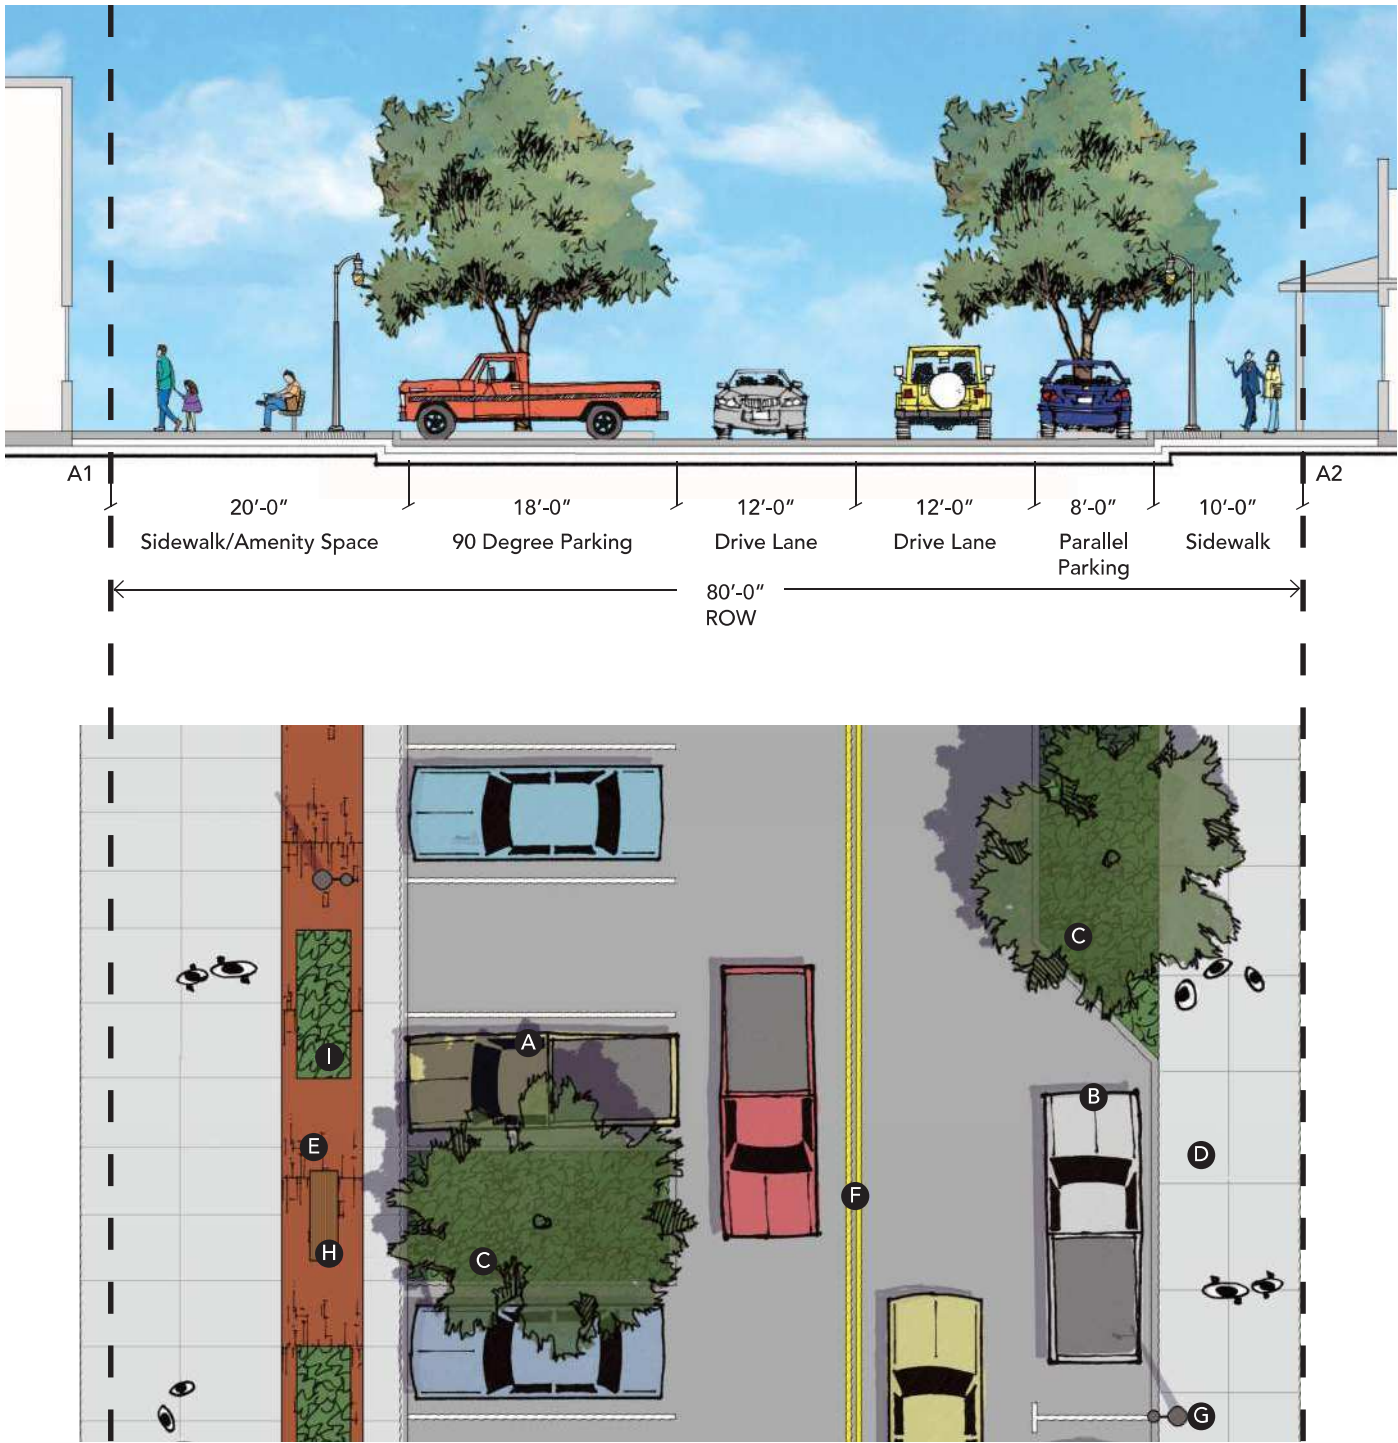 A1
A2
20'-0" 18'-0" 12'-0" 12'-0" 8'-0" 10'-0"
Sidewalk/Amenity Space 90 Degree Parking Drive Lane Drive Lane Parallel Parking Sidewalk
80'-0"
ROW
C
I
A
B
E
D
F
H
C
G